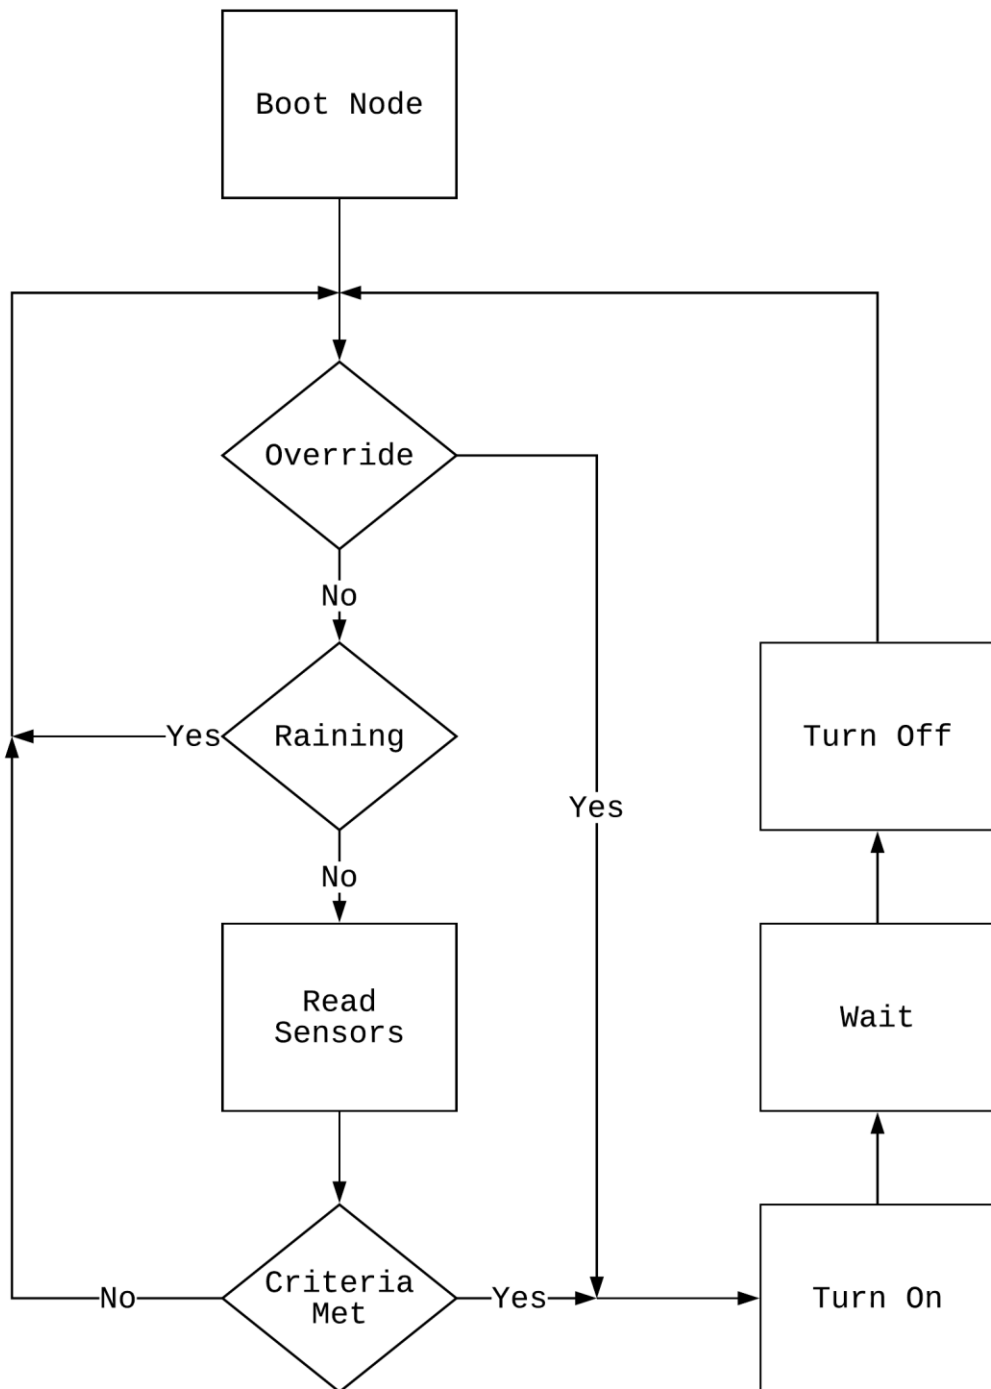 Boot Node
Override
No
Yes
Raining
Turn Off
Yes
No
Read
Sensors
Wait
Criteria
Met
No
Yes
Turn On